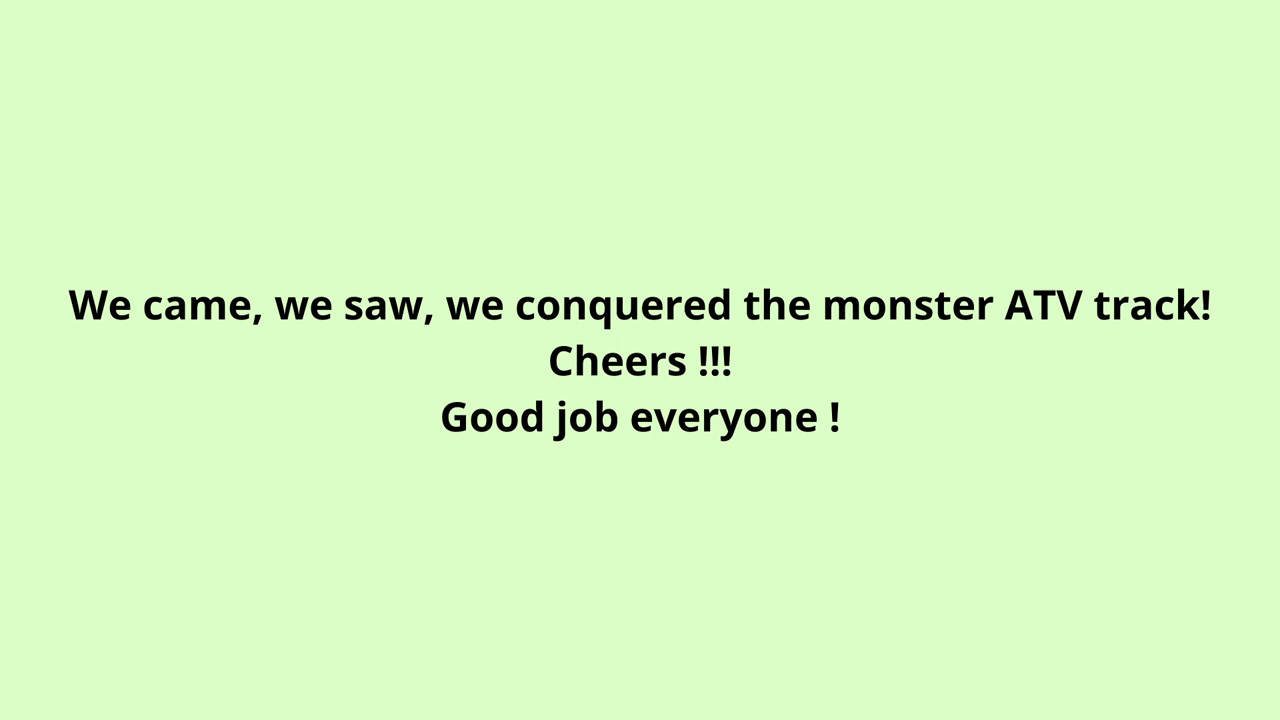 We came, we saw, we conquered the monster ATV track!
Cheers !!!
Good job everyone !